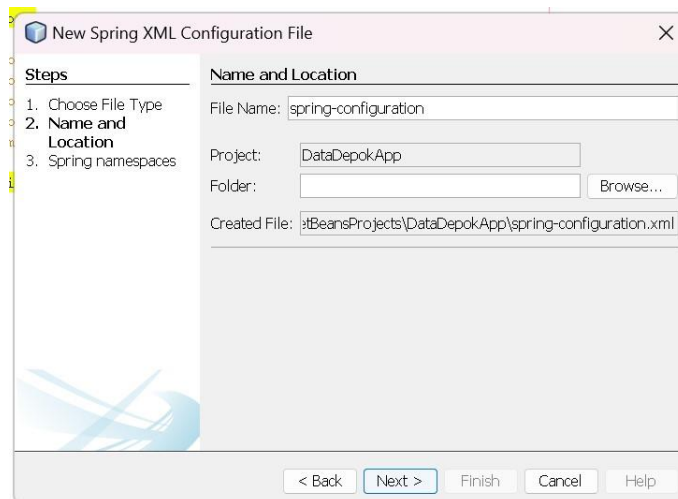 New Spring XML Configuration File
Steps
1. Choose File Type
2. Name and
Location
3. Spring namespaces
Name and Location
File Name: spring-configuration
Project: DataDepokApp
Folder: Browse...
Created File: etBeansProjects\DataDepokApp\spring-configuration.xml
< Back Next > Finish Cancel Help